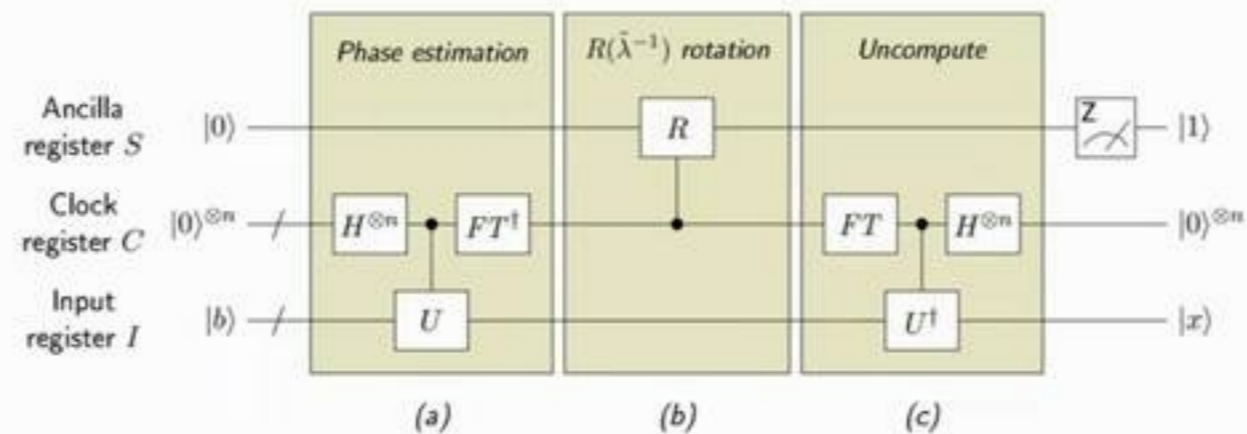 Phase estimation
R(λ̃⁻¹) rotation
Uncompute
Ancilla
register S
|0⟩
R
Z
|1⟩
Clock
register C
|0⟩⊗ⁿ
H⊗ⁿ
FT†
FT
H⊗ⁿ
|0⟩⊗ⁿ
Input
register I
|b⟩
U
U†
|x⟩
(a)
(b)
(c)